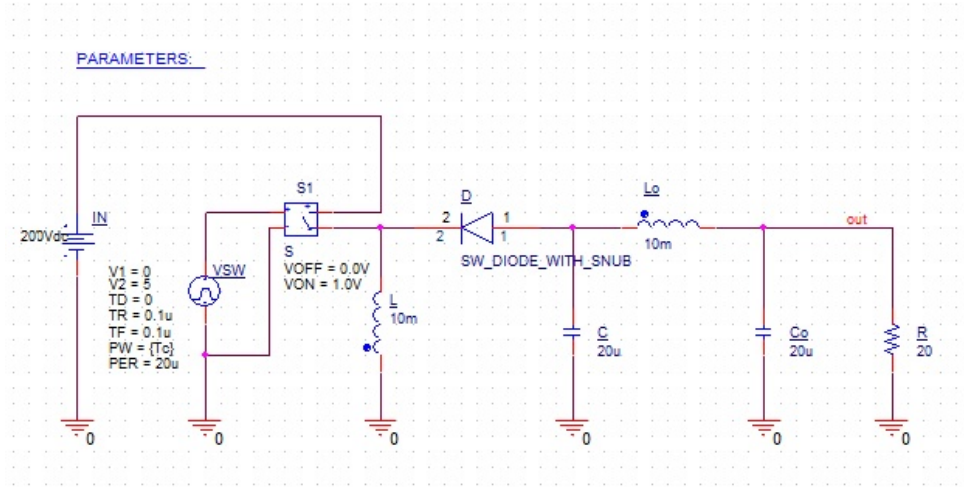 PARAMETERS:
S1
D
Lo
IN
2 1
out
200Vdc
2 1
10m
S
SW_DIODE_WITH_SNUB
VOFF = 0.0V
VON = 1.0V
VSW
V1 = 0
V2 = 5
TD = 0
TR = 0.1u
TF = 0.1u
PW = {Tc}
PER = 20u
L
10m
C
20u
Co
20u
R
20
0
0
0
0
0
0